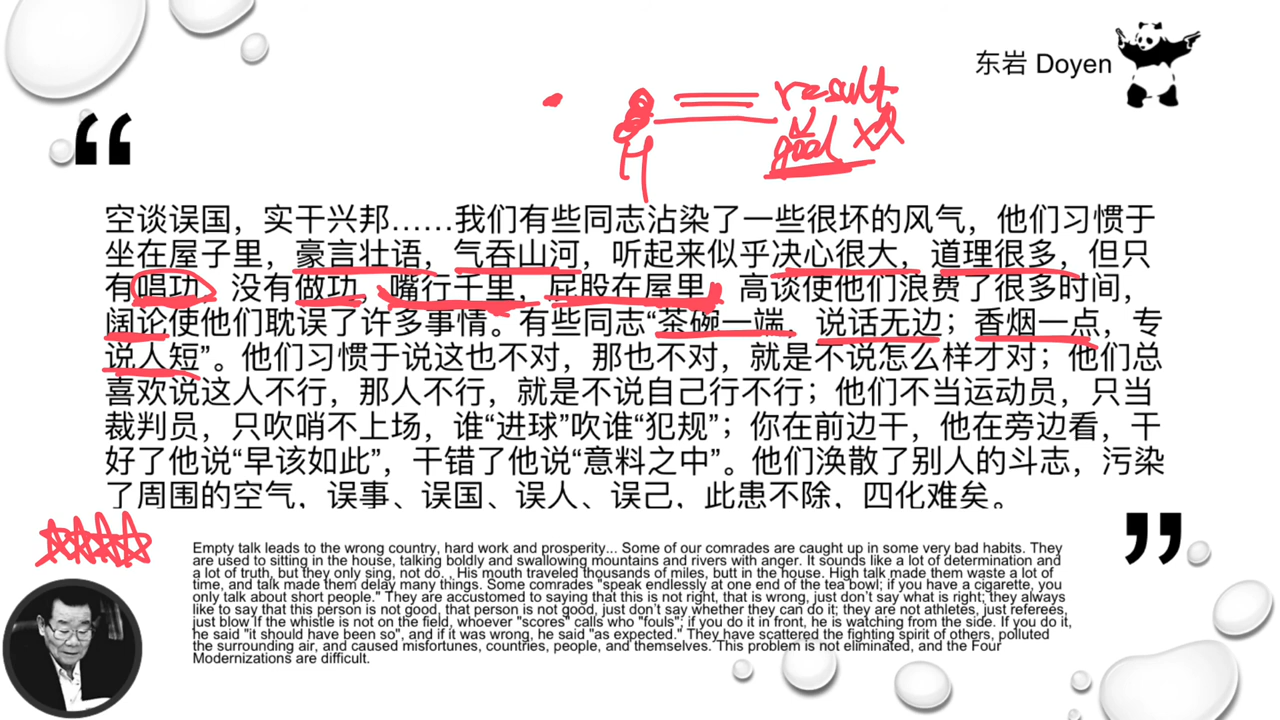 东岩 Doyen
result
goal
空谈误国，实干兴邦……我们有些同志沾染了一些很坏的风气，他们习惯于
坐在屋子里，豪言壮语，气吞山河，听起来似乎决心很大，道理很多，但只
有唱功，没有做功，嘴行千里，屁股在屋里。高谈使他们浪费了很多时间，
阔论使他们耽误了许多事情。有些同志“茶碗一端，说话无边；香烟一点，专
说人短”。他们习惯于说这也不对，那也不对，就是不说怎么样才对；他们总
喜欢说这人不行，那人不行，就是不说自己行不行；他们不当运动员，只当
裁判员，只吹哨不上场，谁“进球”吹谁“犯规”；你在前边干，他在旁边看，干
好了他说“早该如此”，干错了他说“意料之中”。他们涣散了别人的斗志，污染
了周围的空气，误事、误国、误人、误己，此患不除，四化难矣。
Empty talk leads to the wrong country, hard work and prosperity... Some of our comrades are caught up in some very bad habits. They
are used to sitting in the house, talking boldly and swallowing mountains and rivers with anger. It sounds like a lot of determination and
a lot of truth, but they only sing, not do. , His mouth traveled thousands of miles, butt in the house. High talk made them waste a lot of
time, and talk made them delay many things. Some comrades "speak endlessly at one end of the tea bowl; if you have a cigarette, you
only talk about short people." They are accustomed to saying that this is not right, that is wrong, just don't say what is right; they always
like to say that this person is not good, that person is not good, just don't say whether they can do it; they are not athletes, just referees,
just blow If the whistle is not on the field, whoever "scores" calls who "fouls"; if you do it in front, he is watching from the side. If you do it,
he said "it should have been so", and if it was wrong, he said "as expected." They have scattered the fighting spirit of others, polluted
the surrounding air, and caused misfortunes, countries, people, and themselves. This problem is not eliminated, and the Four
Modernizations are difficult.